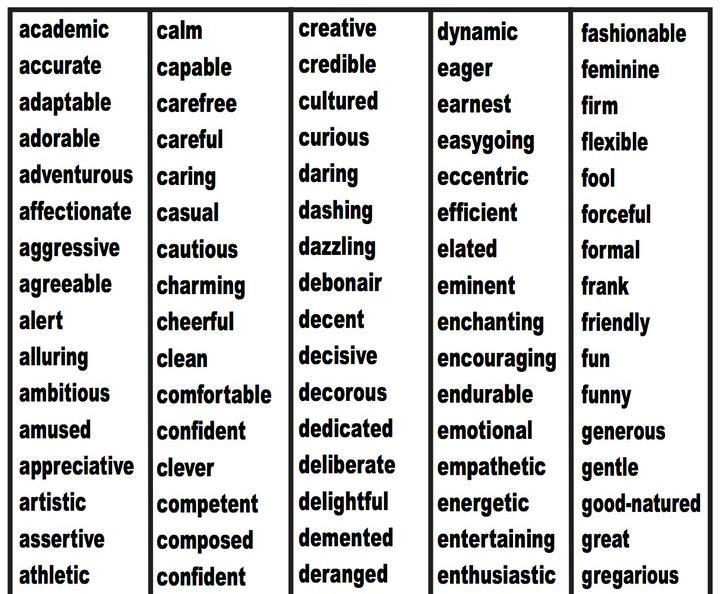 academic
accurate
adaptable
adorable
adventurous
affectionate
aggressive
agreeable
alert
alluring
ambitious
amused
appreciative
artistic
assertive
athletic
calm
capable
carefree
careful
caring
casual
cautious
charming
cheerful
clean
comfortable
confident
clever
competent
composed
confident
creative
credible
cultured
curious
daring
dashing
dazzling
debonair
decent
decisive
decorous
dedicated
deliberate
delightful
demented
deranged
dynamic
eager
earnest
easygoing
eccentric
efficient
elated
eminent
enchanting
encouraging
endurable
emotional
empathetic
energetic
entertaining
enthusiastic
fashionable
feminine
firm
flexible
fool
forceful
formal
frank
friendly
fun
funny
generous
gentle
good-natured
great
gregarious